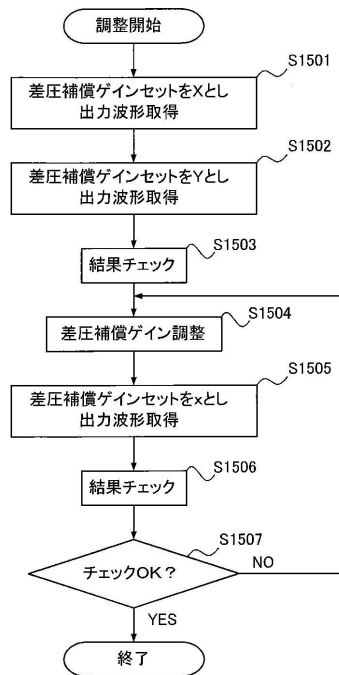 調整開始
S1501
差圧補償ゲインセットをXとし
出力波形取得
S1502
差圧補償ゲインセットをYとし
出力波形取得
S1503
結果チェック
S1504
差圧補償ゲイン調整
S1505
差圧補償ゲインセットをxとし
出力波形取得
S1506
結果チェック
S1507
チェックOK?
NO
YES
終了